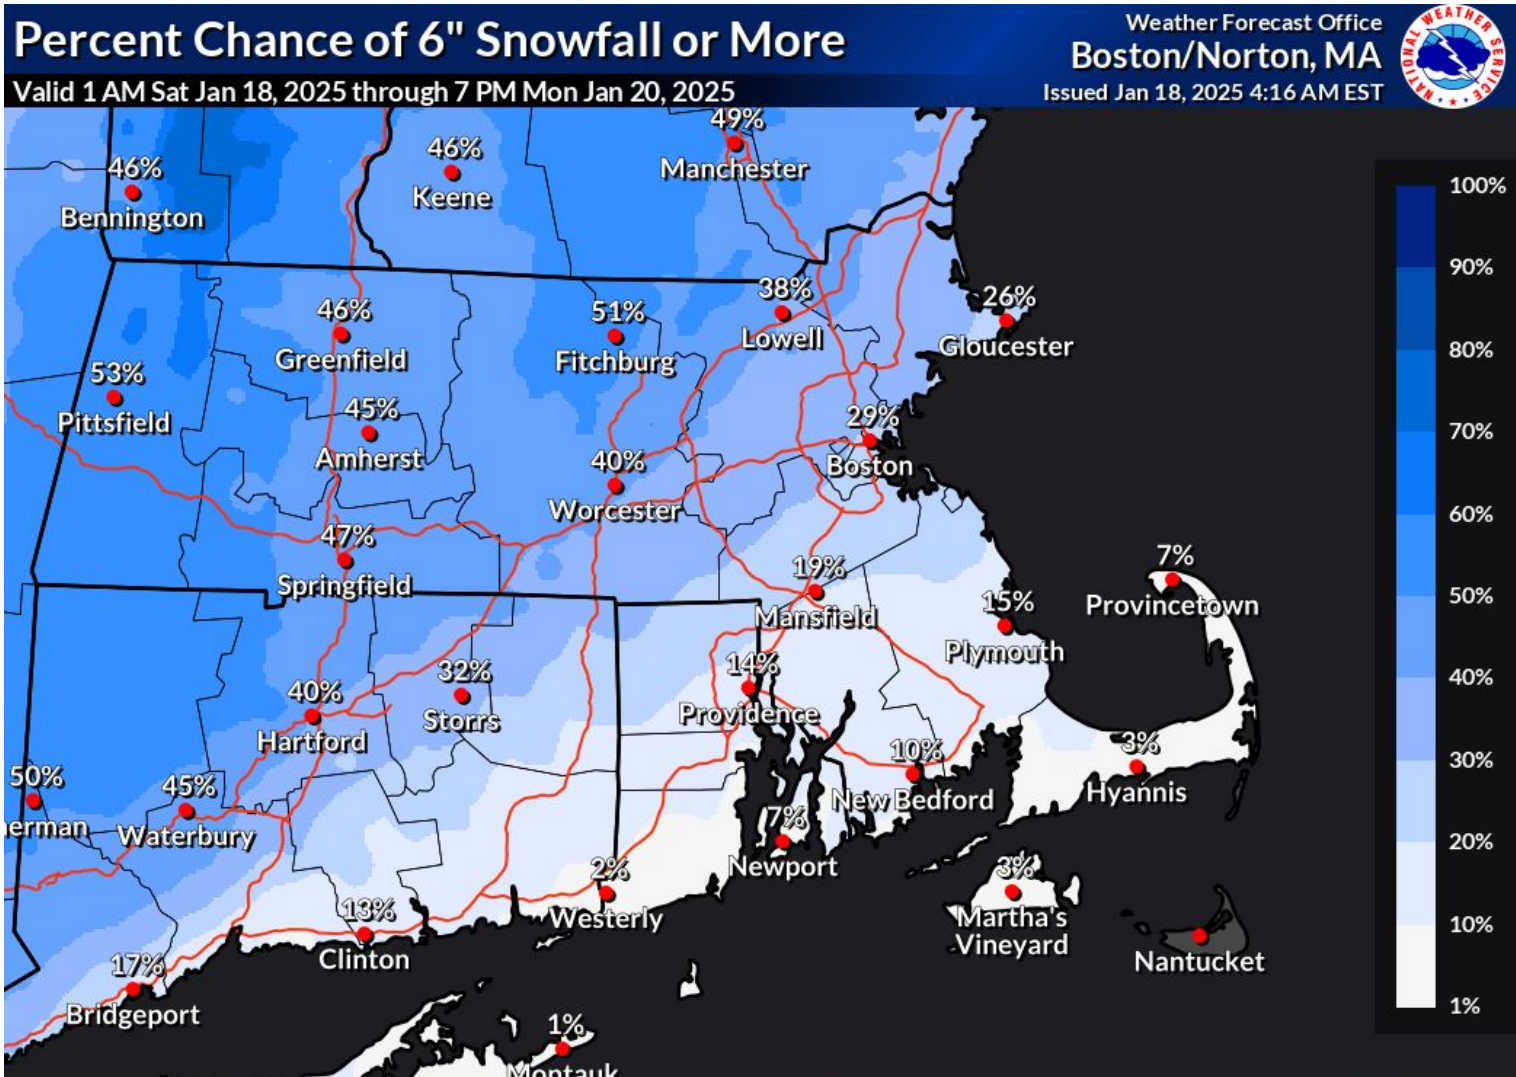 Percent Chance of 6" Snowfall or More
Valid 1 AM Sat Jan 18, 2025 through 7 PM Mon Jan 20, 2025
Weather Forecast Office
Boston/Norton, MA
Issued Jan 18, 2025 4:16 AM EST
NATIONAL WEATHER SERVICE
49%
Manchester
46%
Bennington
46%
Keene
100%
90%
80%
70%
60%
50%
40%
30%
20%
10%
1%
38%
Lowell
26%
Gloucester
46%
Greenfield
51%
Fitchburg
53%
Pittsfield
45%
Amherst
29%
Boston
40%
Worcester
47%
Springfield
19%
Mansfield
15%
Plymouth
7%
Provincetown
32%
Storrs
14%
Providence
40%
Hartford
10%
New Bedford
3%
Hyannis
50%
erman
45%
Waterbury
7%
Newport
2%
Westerly
3%
Martha's
Vineyard
13%
Clinton
Nantucket
17%
Bridgeport
1%
Montauk